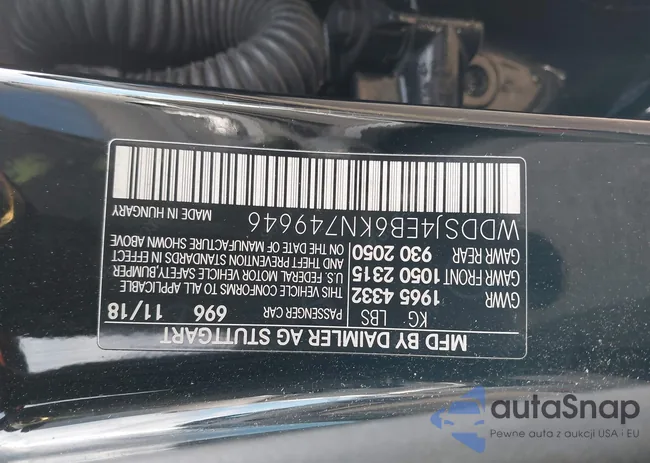 MFD BY DAIMLER AG STUTTGART
KG LBS PASSENGER CAR 696 11/18
GWR 1965 4332
GAWR FRONT 1050 2315
GAWR REAR 930 2050
THIS VEHICLE CONFORMS TO ALL APPLICABLE
U.S. FEDERAL MOTOR VEHICLE SAFETY,BUMPER,
AND THEFT PREVENTION STANDARDS IN EFFECT
ON THE DATE OF MANUFACTURE SHOWN ABOVE
WDDSJ4EB6KN749646 MADE IN HUNGARY
autaSnap
Pewne auta z aukcji USA i EU